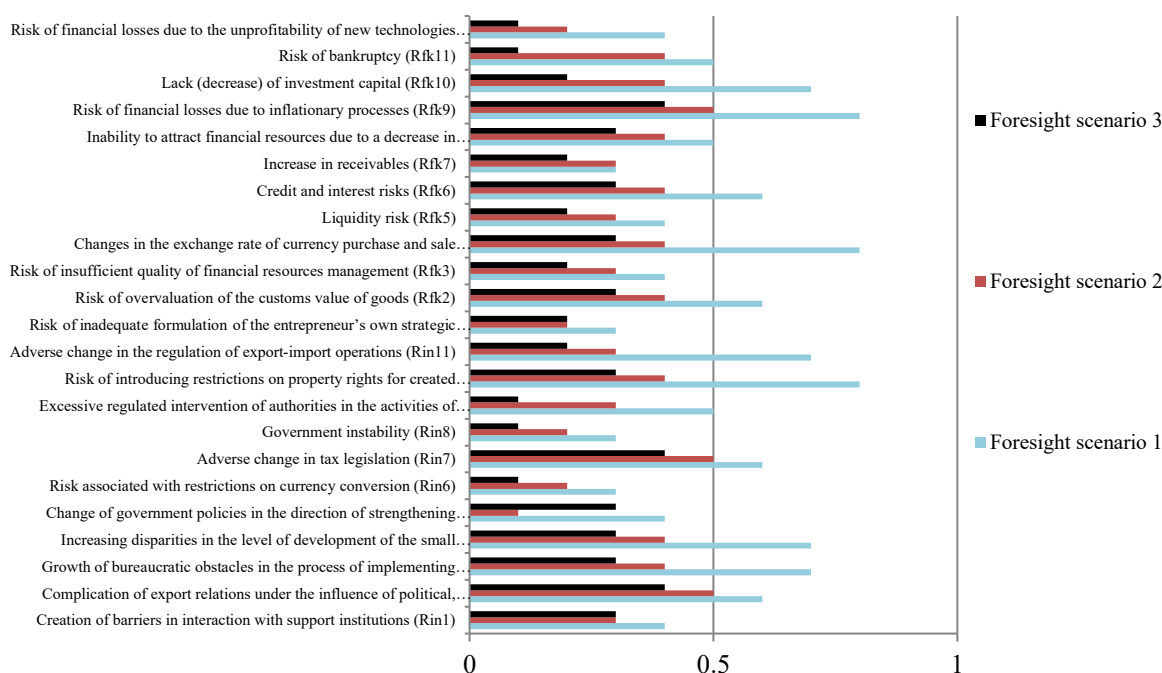 Risk of financial losses due to the unprofitability of new technologies…
Risk of bankruptcy (Rfk11)
Lack (decrease) of investment capital (Rfk10)
Risk of financial losses due to inflationary processes (Rfk9)
Inability to attract financial resources due to a decrease in…
Increase in receivables (Rfk7)
Credit and interest risks (Rfk6)
Liquidity risk (Rfk5)
Changes in the exchange rate of currency purchase and sale…
Risk of insufficient quality of financial resources management (Rfk3)
Risk of overvaluation of the customs value of goods (Rfk2)
Risk of inadequate formulation of the entrepreneur’s own strategic…
Adverse change in the regulation of export-import operations (Rin11)
Risk of introducing restrictions on property rights for created…
Excessive regulated intervention of authorities in the activities of…
Government instability (Rin8)
Adverse change in tax legislation (Rin7)
Risk associated with restrictions on currency conversion (Rin6)
Change of government policies in the direction of strengthening…
Increasing disparities in the level of development of the small…
Growth of bureaucratic obstacles in the process of implementing…
Complication of export relations under the influence of political,…
Creation of barriers in interaction with support institutions (Rin1)
0 0.5 1
Foresight scenario 3
Foresight scenario 2
Foresight scenario 1